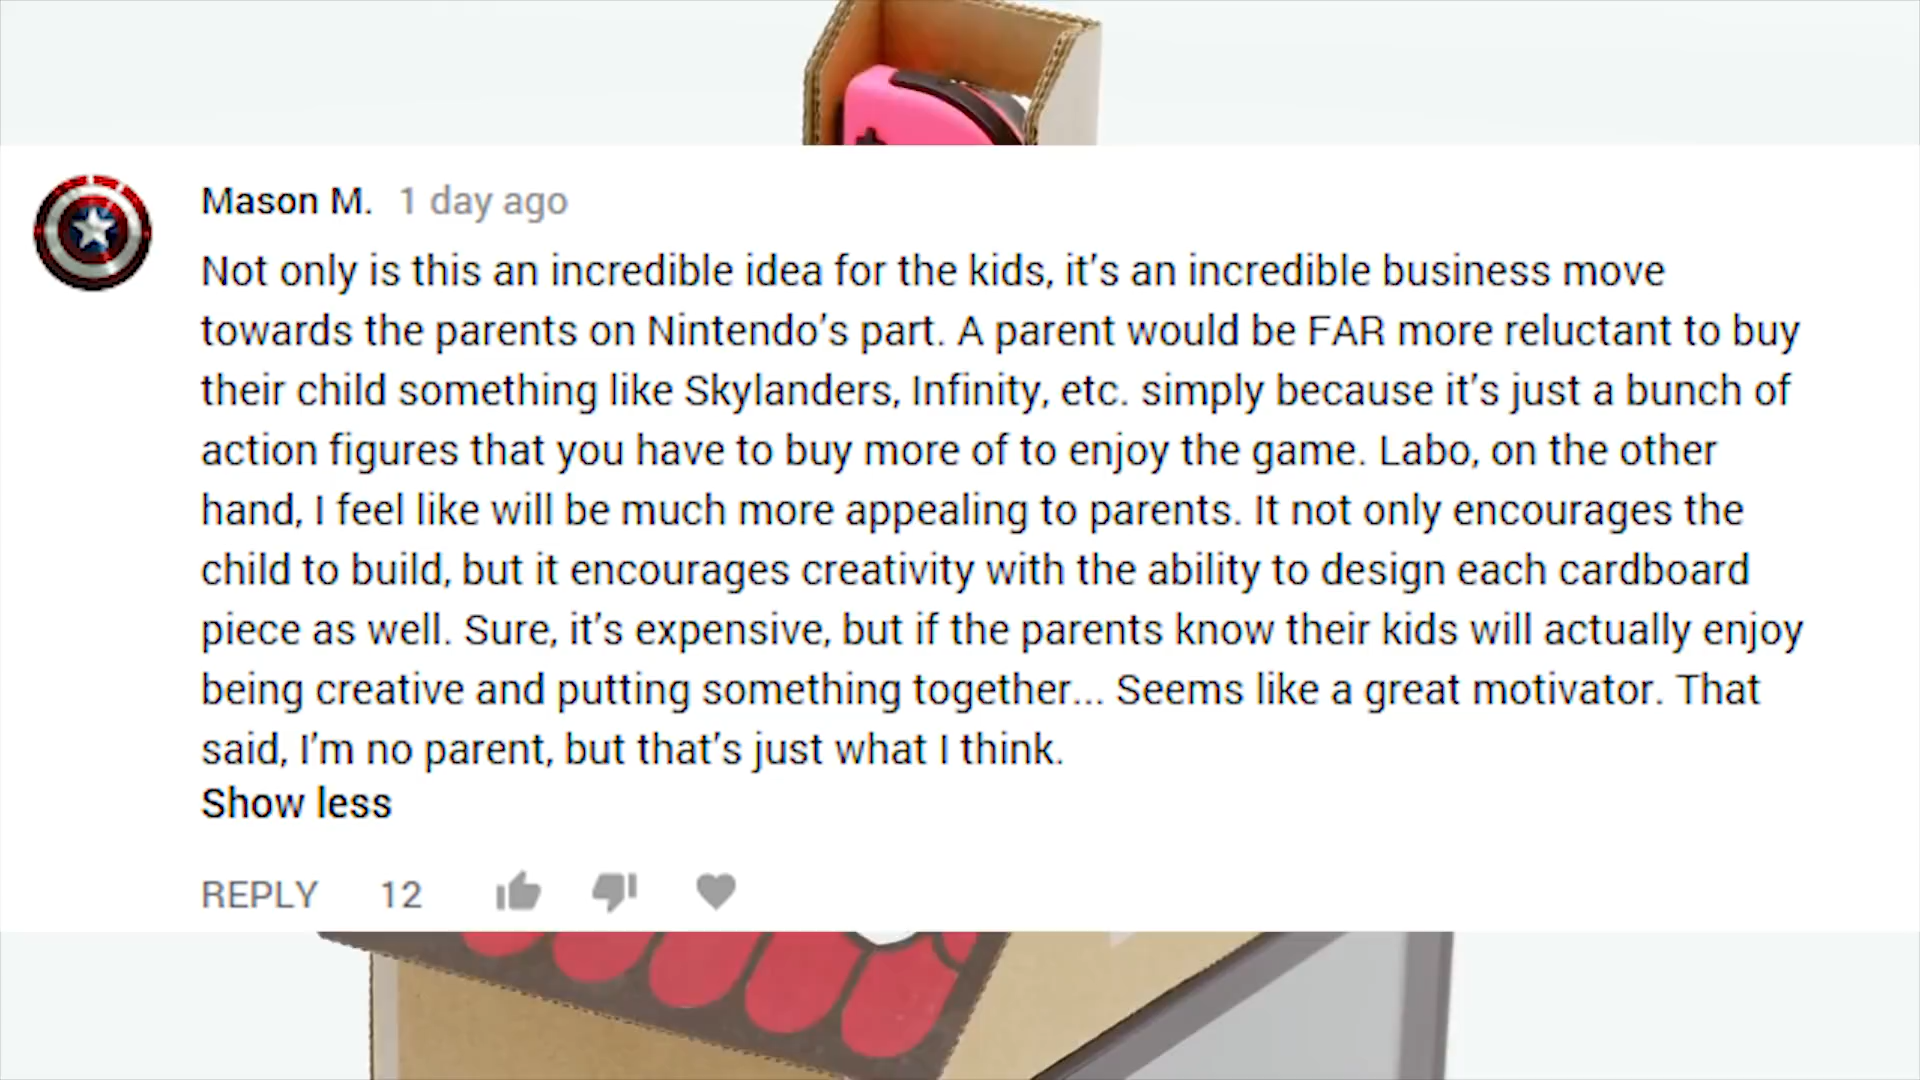 Mason M. 1 day ago
Not only is this an incredible idea for the kids, it's an incredible business move
towards the parents on Nintendo's part. A parent would be FAR more reluctant to buy
their child something like Skylanders, Infinity, etc. simply because it's just a bunch of
action figures that you have to buy more of to enjoy the game. Labo, on the other
hand, I feel like will be much more appealing to parents. It not only encourages the
child to build, but it encourages creativity with the ability to design each cardboard
piece as well. Sure, it's expensive, but if the parents know their kids will actually enjoy
being creative and putting something together... Seems like a great motivator. That
said, I'm no parent, but that's just what I think.
Show less
REPLY 12